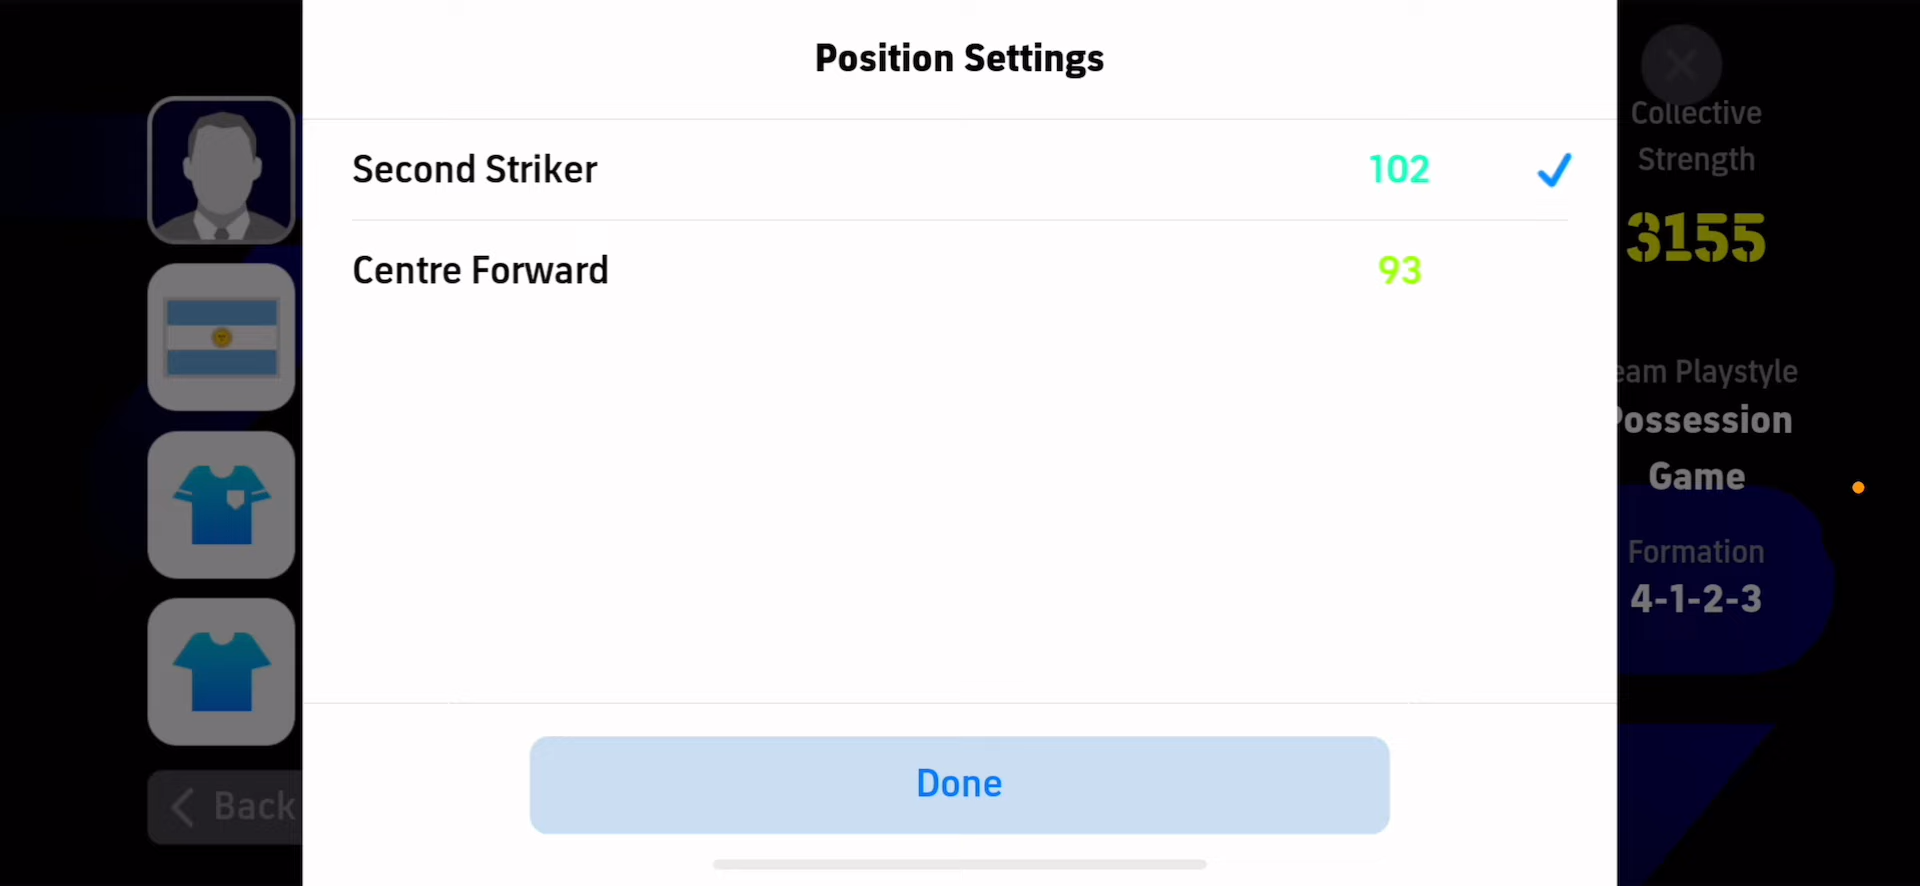 Position Settings
Second Striker 102
Centre Forward 93
Done
Back
Collective
Strength
3155
eam Playstyle
Possession
Game
Formation
4-1-2-3